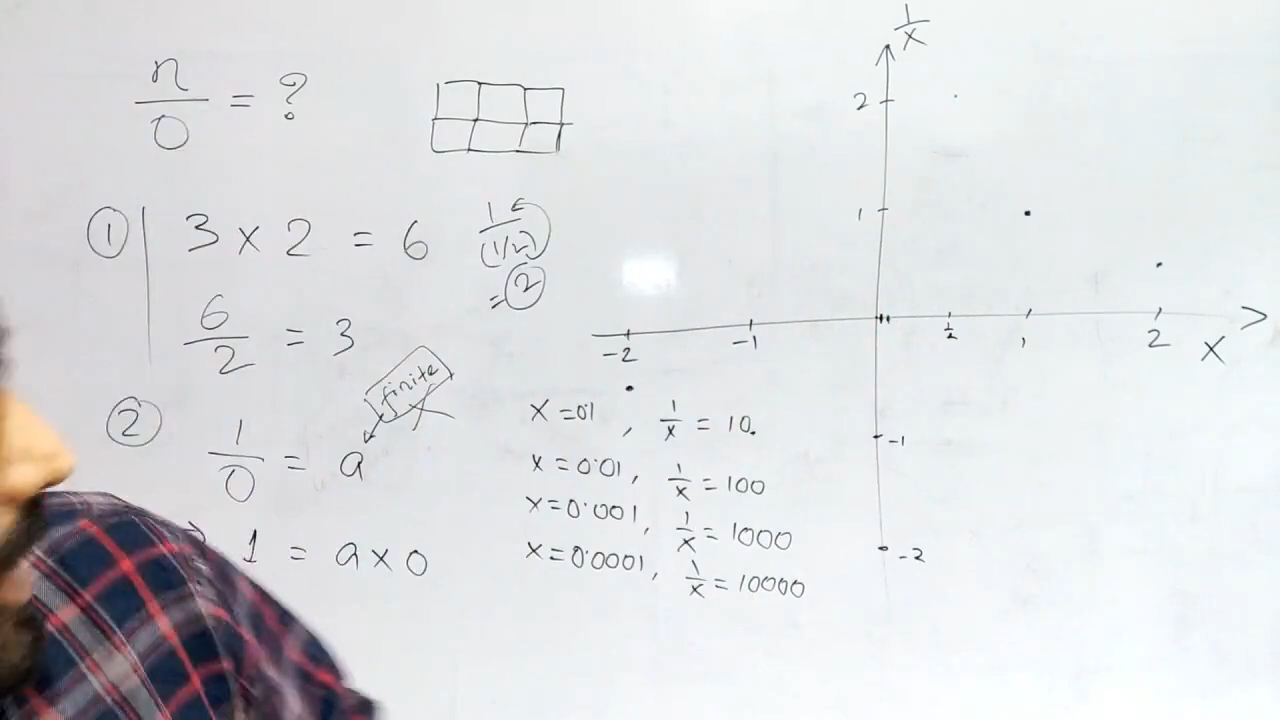 n/0 = ?
① 3 × 2 = 6
1/(1/2)
= 2
6/2 = 3
finite
② 1/0 = a
1 = a × 0
x = 0.1, 1/x = 10.
x = 0.01, 1/x = 100
x = 0.001, 1/x = 1000
x = 0.0001, 1/x = 10000
1/x
2
1
-2 -1 1/2 1 2 x
-1
-2